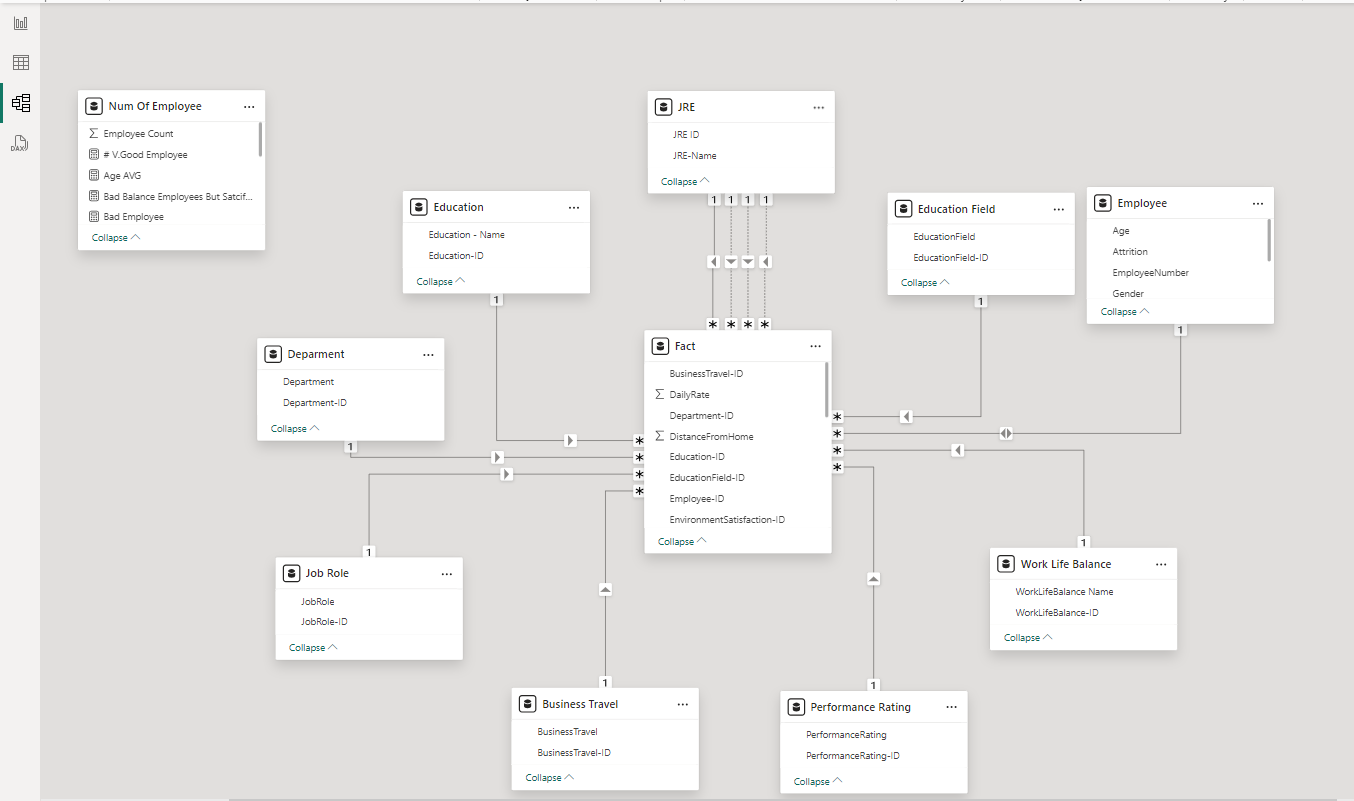 DAX
Num Of Employee
Employee Count
# V.Good Employee
Age AVG
Bad Balance Employees But Satcif...
Bad Employee
Collapse
JRE
JRE ID
JRE-Name
Collapse
1 1 1 1
* * * *
Education
Education - Name
Education-ID
Collapse
1
Education Field
EducationField
EducationField-ID
Collapse
1
Employee
Age
Attrition
EmployeeNumber
Gender
Collapse
1
Deparment
Department
Department-ID
Collapse
1
Fact
BusinessTravel-ID
DailyRate
Department-ID
DistanceFromHome
Education-ID
EducationField-ID
Employee-ID
EnvironmentSatisfaction-ID
Collapse
*
*
*
*
*
*
*
*
1
Job Role
JobRole
JobRole-ID
Collapse
1
Work Life Balance
WorkLifeBalance Name
WorkLifeBalance-ID
Collapse
1
Business Travel
BusinessTravel
BusinessTravel-ID
Collapse
1
Performance Rating
PerformanceRating
PerformanceRating-ID
Collapse